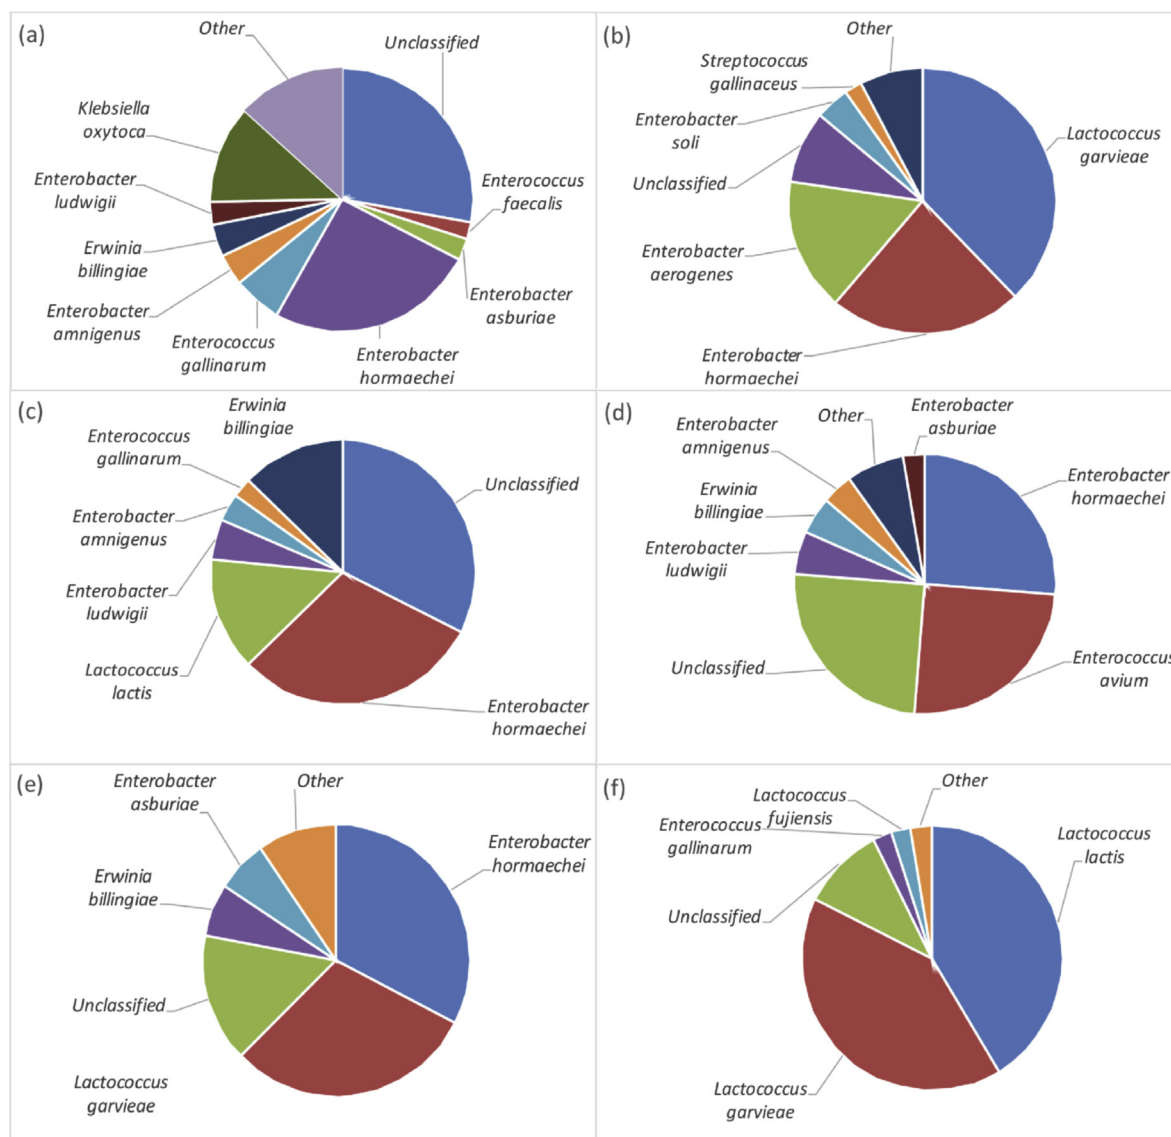 (a)
Other
Unclassified
Klebsiella
oxytoca
Enterobacter
ludwigii
Enterococcus
faecalis
Erwinia
billingiae
Enterobacter
amnigenus
Enterobacter
asburiae
Enterococcus
gallinarum
Enterobacter
hormaechei
(b)
Other
Streptococcus
gallinaceus
Enterobacter
soli
Lactococcus
garvieae
Unclassified
Enterobacter
aerogenes
Enterobacter
hormaechei
(c)
Erwinia
billingiae
Enterococcus
gallinarum
Unclassified
Enterobacter
amnigenus
Enterobacter
ludwigii
Lactococcus
lactis
Enterobacter
hormaechei
(d)
Other
Enterobacter
asburiae
Enterobacter
amnigenus
Enterobacter
hormaechei
Erwinia
billingiae
Enterobacter
ludwigii
Unclassified
Enterococcus
avium
(e)
Enterobacter
asburiae
Other
Enterobacter
hormaechei
Erwinia
billingiae
Unclassified
Lactococcus
garvieae
(f)
Other
Lactococcus
fujiensis
Enterococcus
gallinarum
Lactococcus
lactis
Unclassified
Lactococcus
garvieae